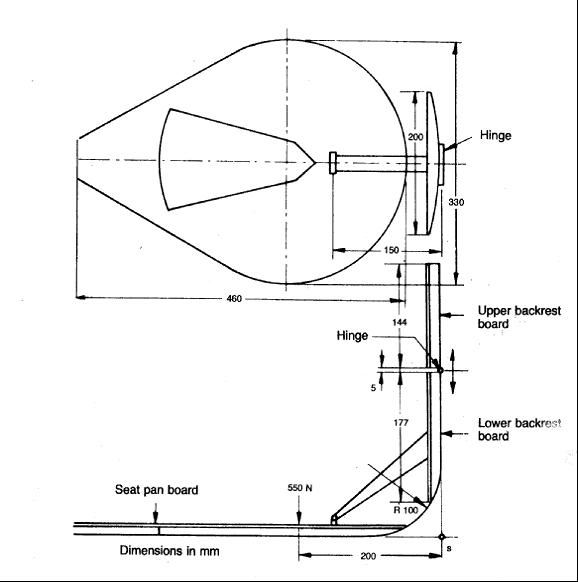 Hinge
200
330
150
460
Upper backrest
board
144
Hinge
5
177
Lower backrest
board
Seat pan board
550 N
R 100
s
Dimensions in mm
200